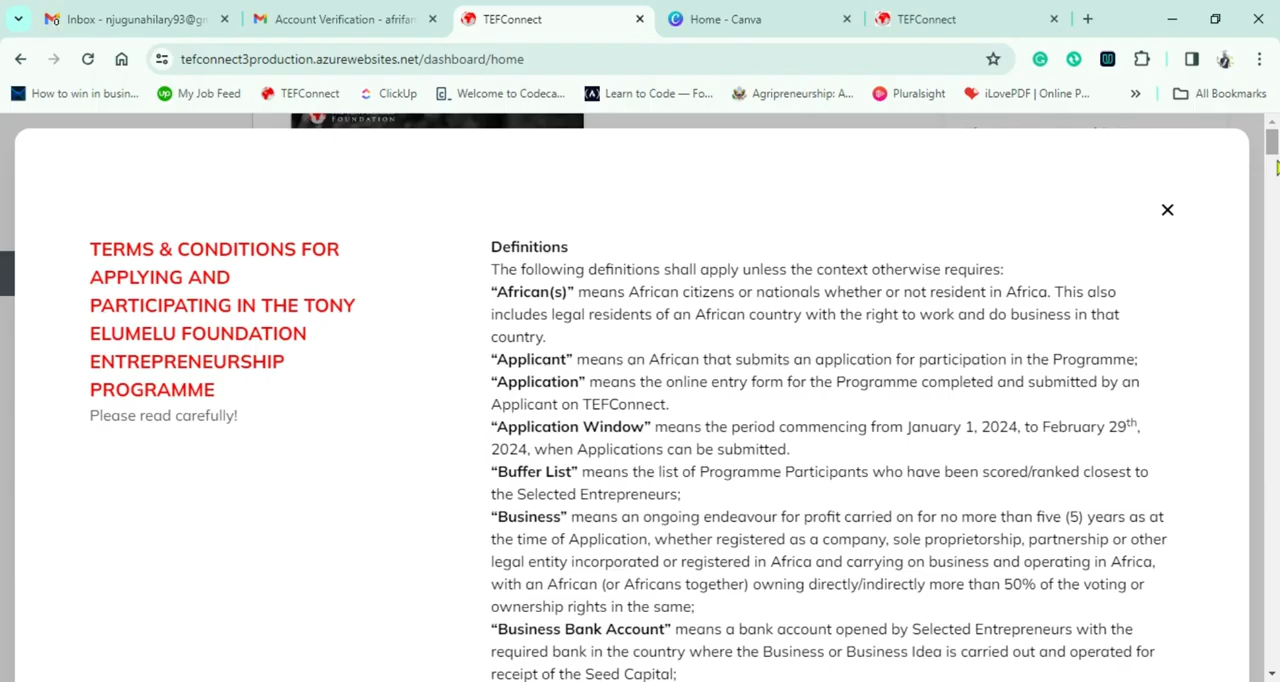 Inbox - njugunahilary93@gn
Account Verification - afrifan
TEFConnect
Home - Canva
TEFConnect
tefconnect3production.azurewebsites.net/dashboard/home
How to win in busin...
My Job Feed
TEFConnect
ClickUp
Welcome to Codeca...
Learn to Code — Fo...
Agripreneurship: A...
Pluralsight
iLovePDF | Online P...
All Bookmarks
FOUNDATION
TERMS & CONDITIONS FOR
APPLYING AND
PARTICIPATING IN THE TONY
ELUMELU FOUNDATION
ENTREPRENEURSHIP
PROGRAMME
Please read carefully!
Definitions
The following definitions shall apply unless the context otherwise requires:
“African(s)” means African citizens or nationals whether or not resident in Africa. This also
includes legal residents of an African country with the right to work and do business in that
country.
“Applicant” means an African that submits an application for participation in the Programme;
“Application” means the online entry form for the Programme completed and submitted by an
Applicant on TEFConnect.
“Application Window” means the period commencing from January 1, 2024, to February 29th,
2024, when Applications can be submitted.
“Buffer List” means the list of Programme Participants who have been scored/ranked closest to
the Selected Entrepreneurs;
“Business” means an ongoing endeavour for profit carried on for no more than five (5) years as at
the time of Application, whether registered as a company, sole proprietorship, partnership or other
legal entity incorporated or registered in Africa and carrying on business and operating in Africa,
with an African (or Africans together) owning directly/indirectly more than 50% of the voting or
ownership rights in the same;
“Business Bank Account” means a bank account opened by Selected Entrepreneurs with the
required bank in the country where the Business or Business Idea is carried out and operated for
receipt of the Seed Capital;